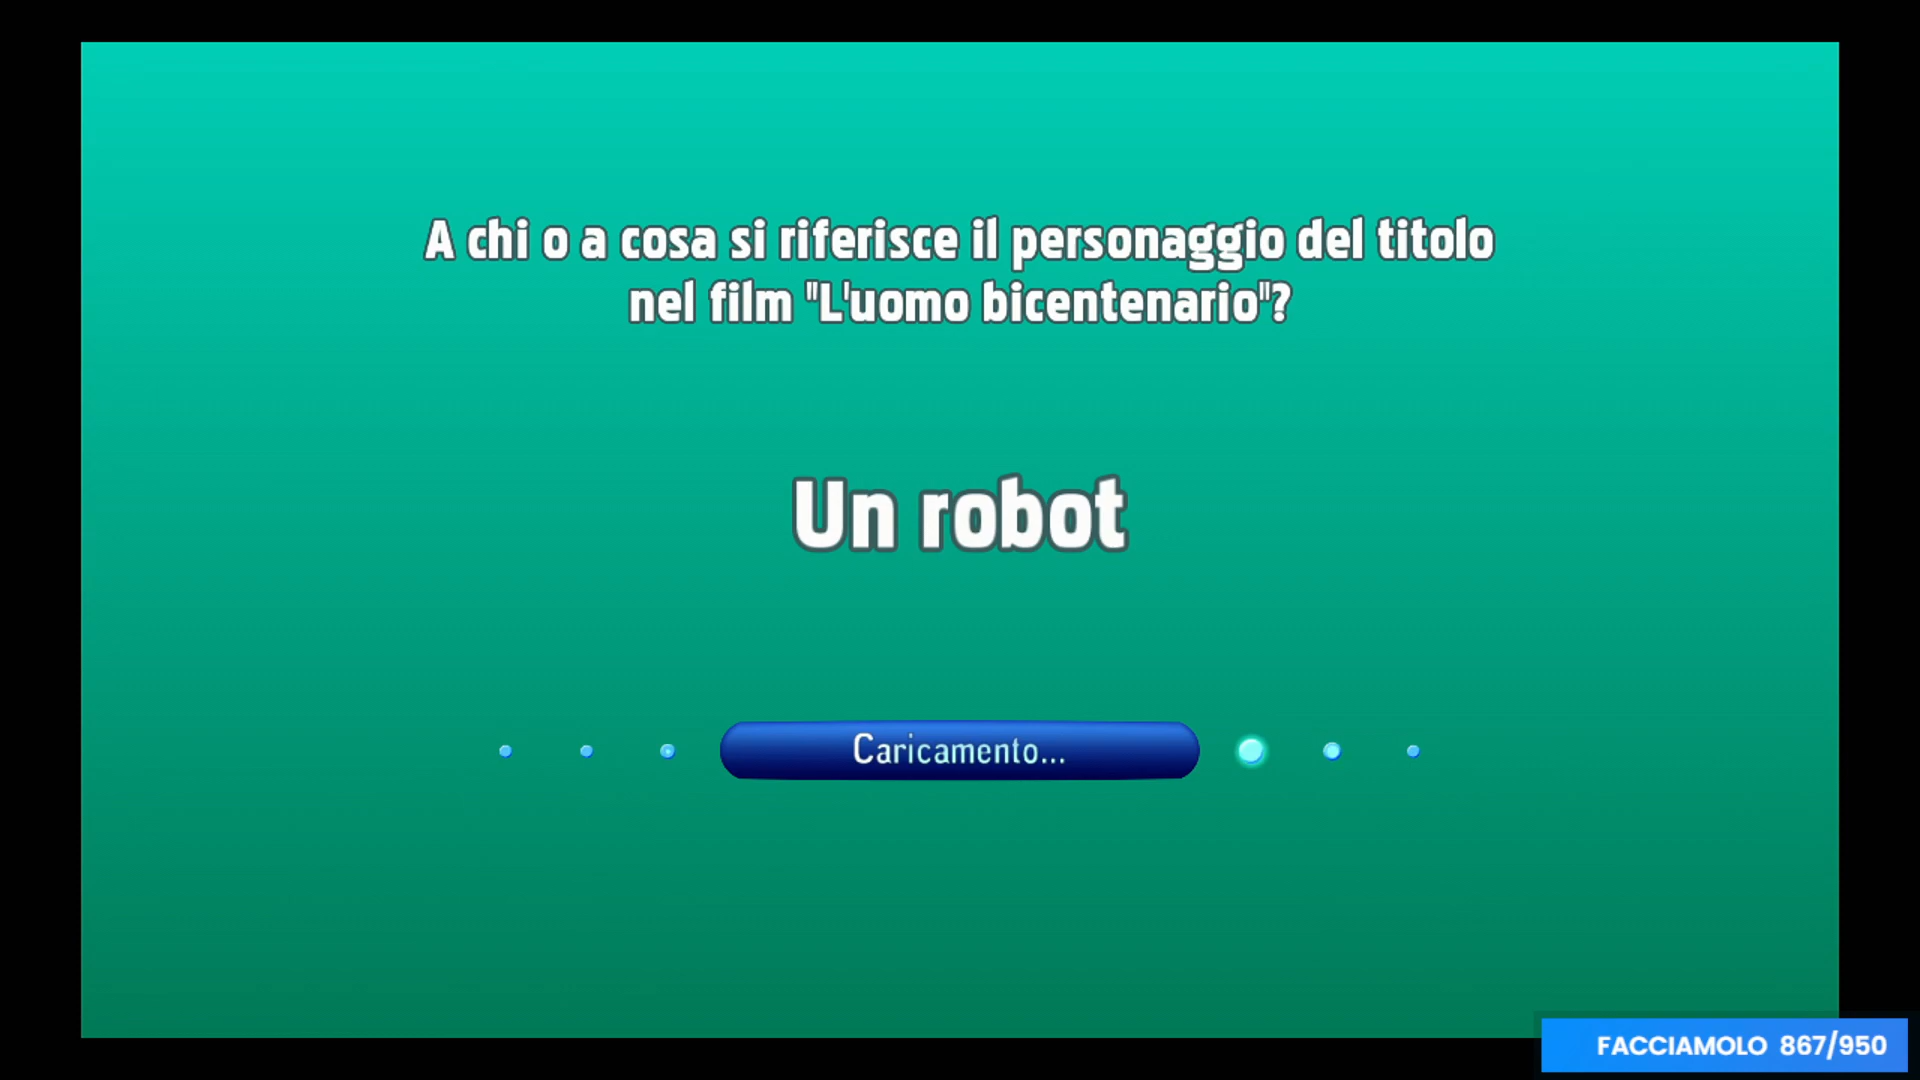 A chi o a cosa si riferisce il personaggio del titolo
nel film "L'uomo bicentenario"?
Un robot
Caricamento...
FACCIAMOLO 867/950